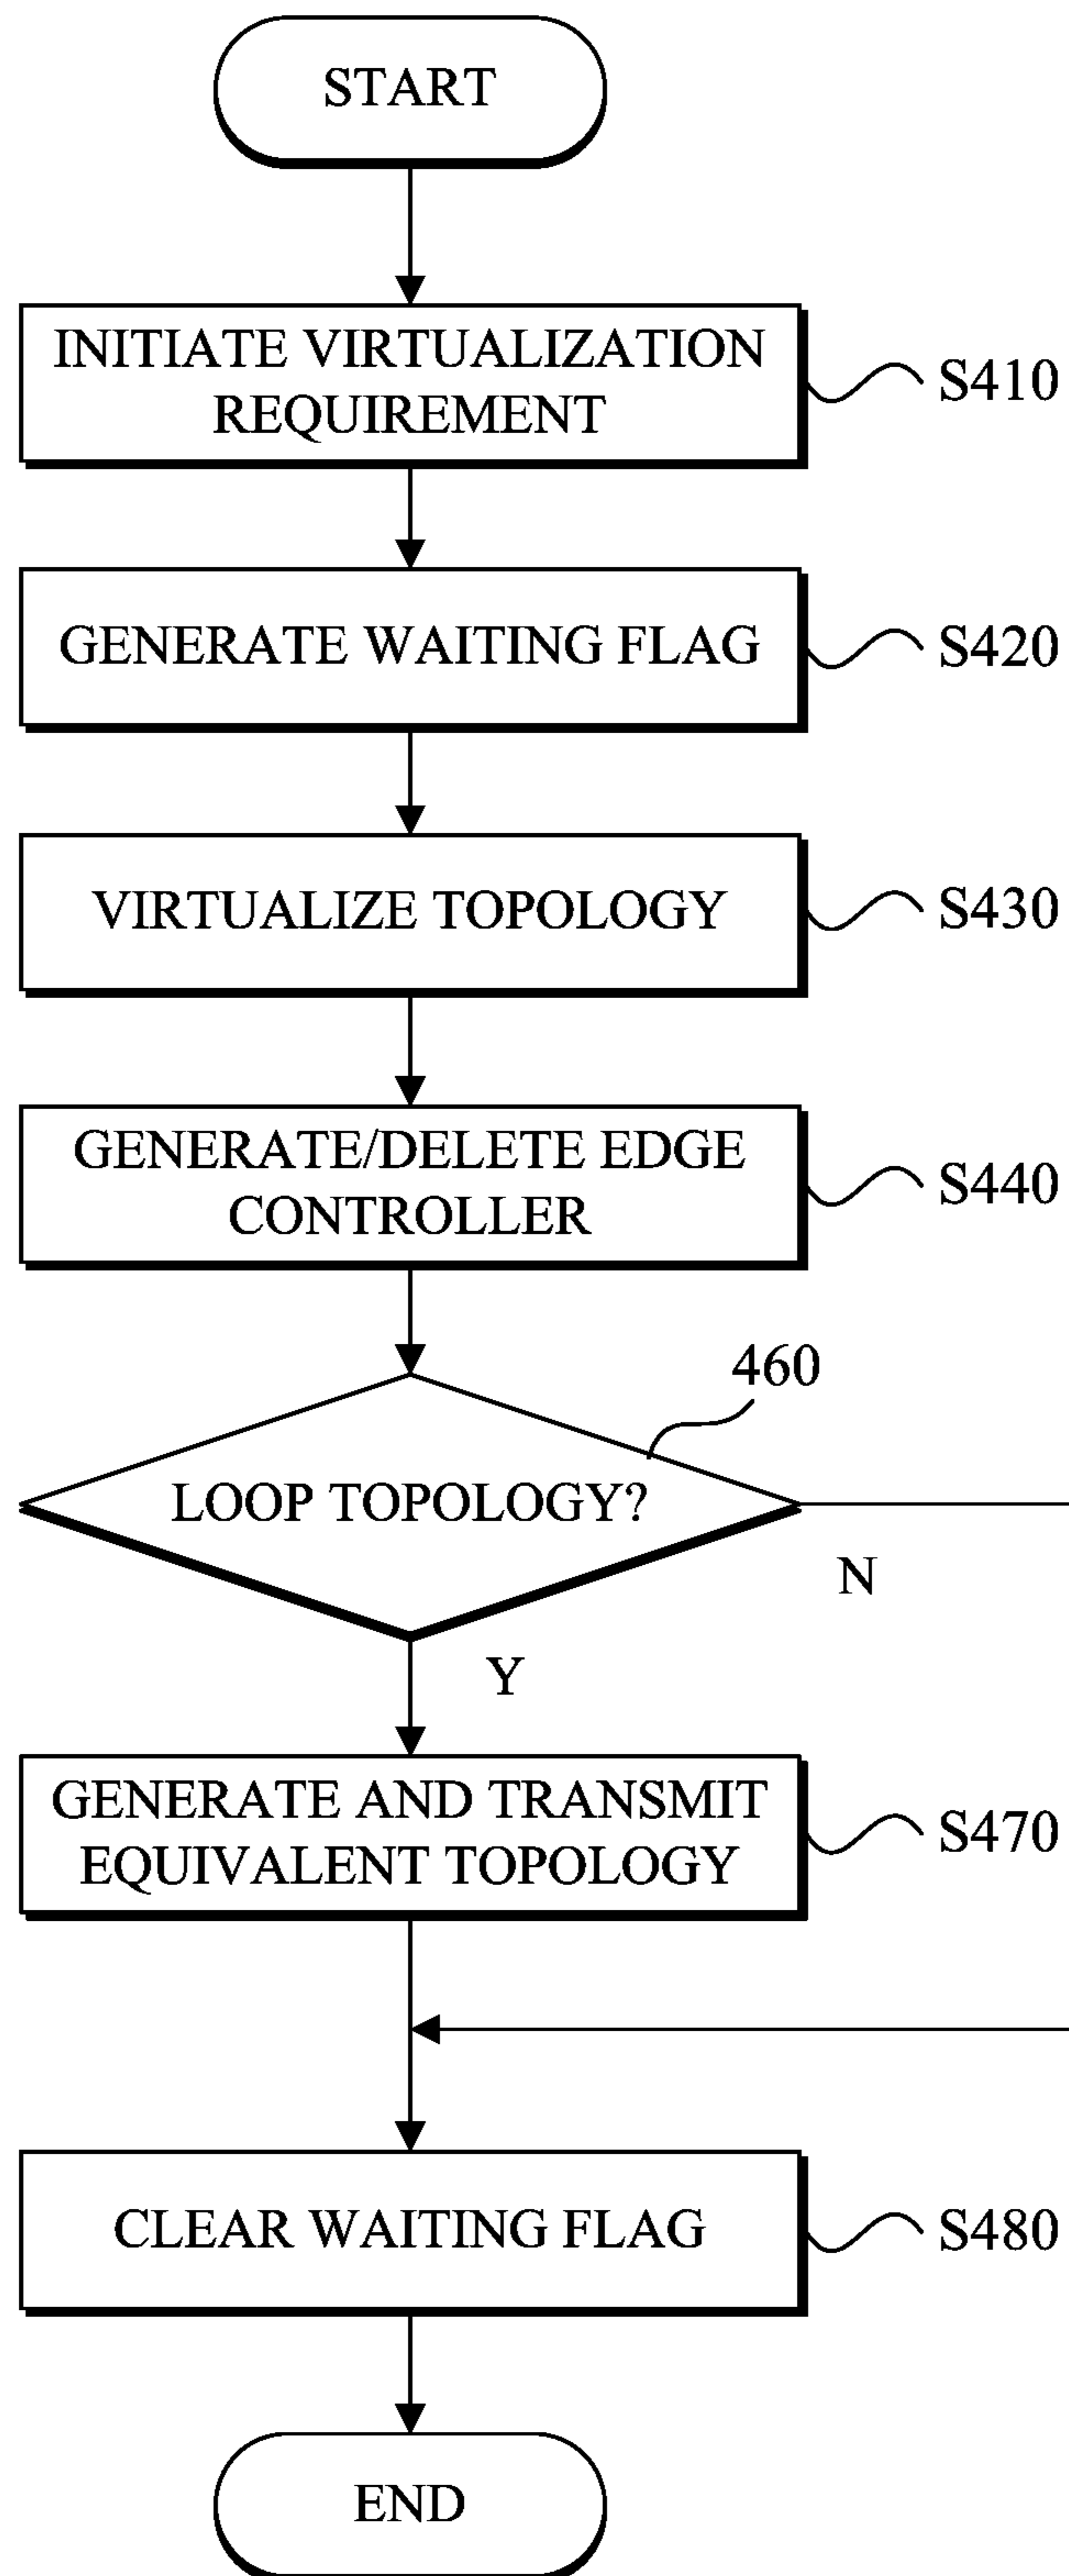 START
INITIATE VIRTUALIZATION
REQUIREMENT
S410
GENERATE WAITING FLAG
S420
VIRTUALIZE TOPOLOGY
S430
GENERATE/DELETE EDGE
CONTROLLER
S440
460
LOOP TOPOLOGY?
N
Y
GENERATE AND TRANSMIT
EQUIVALENT TOPOLOGY
S470
CLEAR WAITING FLAG
S480
END